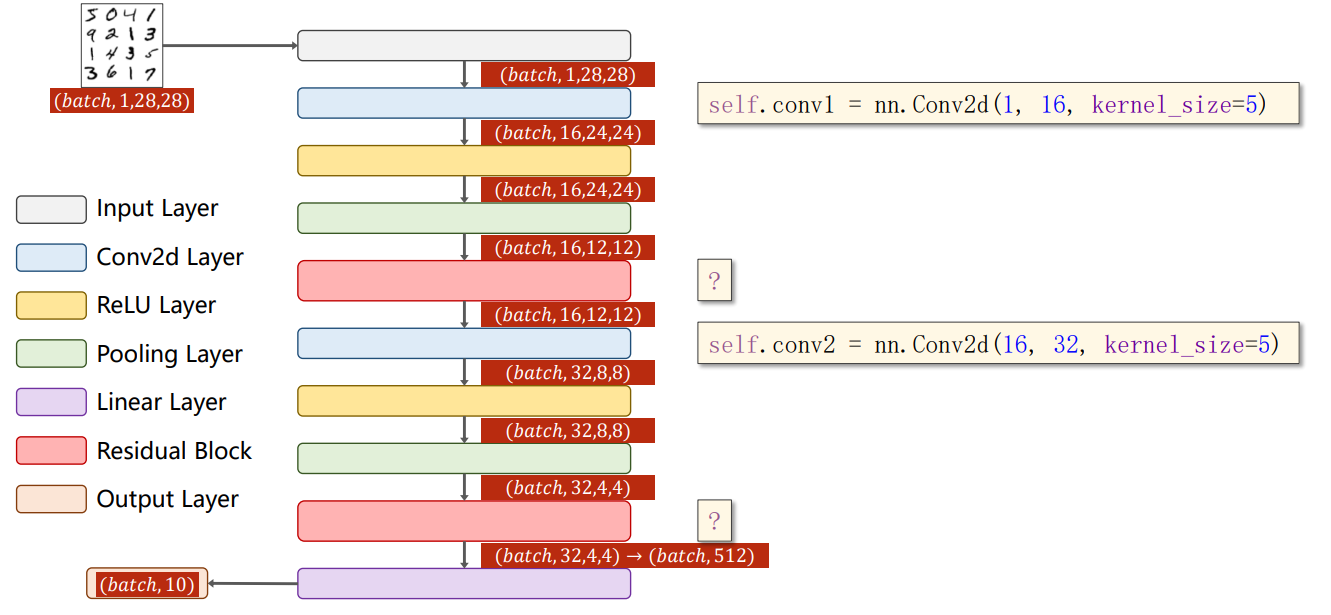 5 0 4 1
9 2 1 3
1 4 3 5
3 6 1 7
(batch, 1,28,28)
(batch, 1,28,28)
self.conv1 = nn.Conv2d(1, 16, kernel_size=5)
(batch, 16,24,24)
(batch, 16,24,24)
(batch, 16,12,12)
?
(batch, 16,12,12)
self.conv2 = nn.Conv2d(16, 32, kernel_size=5)
(batch, 32,8,8)
(batch, 32,8,8)
(batch, 32,4,4)
?
(batch, 32,4,4) → (batch, 512)
(batch, 10)
Input Layer
Conv2d Layer
ReLU Layer
Pooling Layer
Linear Layer
Residual Block
Output Layer